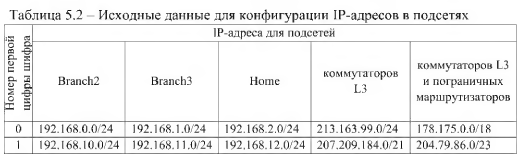 Таблица 5.2 – Исходные данные для конфигурации IP-адресов в подсетях
Номер первой цифры шифра
IP-адреса для подсетей
Branch2
Branch3
Home
коммутаторов L3
коммутаторов L3 и пограничных маршрутизаторов
0 192.168.0.0/24 192.168.1.0/24 192.168.2.0/24 213.163.99.0/24 178.175.0.0/18
1 192.168.10.0/24 192.168.11.0/24 192.168.12.0/24 207.209.184.0/21 204.79.86.0/23